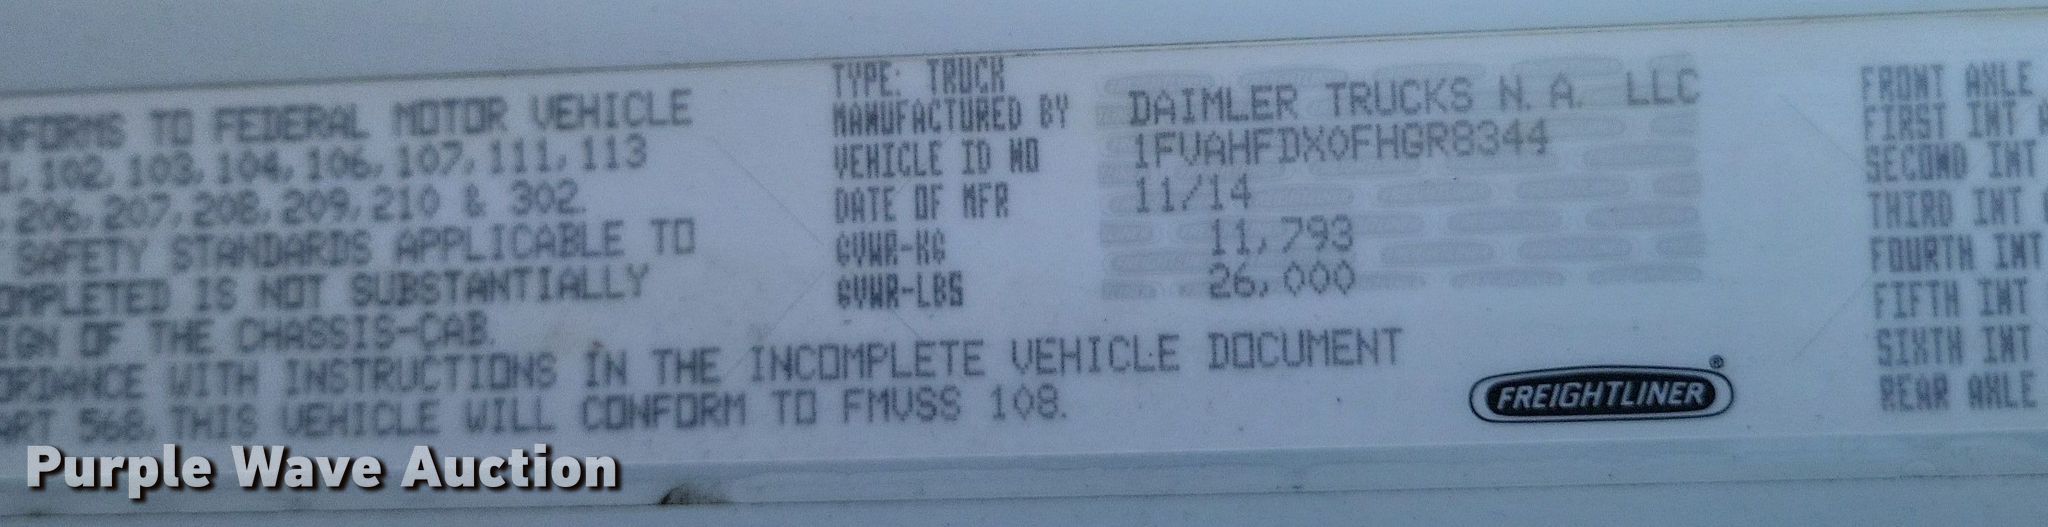 NFORMS TO FEDERAL MOTOR VEHICLE
1, 102, 103, 104, 106, 107, 111, 113
206, 207, 208, 209, 210 & 302.
SAFETY STANDARDS APPLICABLE TO
OMPLETED IS NOT SUBSTANTIALLY
IGN OF THE CHASSIS-CAB.
ORDANCE WITH INSTRUCTIONS IN THE INCOMPLETE VEHICLE DOCUMENT
ART 568, THIS VEHICLE WILL CONFORM TO FMVSS 108.
TYPE: TRUCK
MANUFACTURED BY DAIMLER TRUCKS N.A. LLC
VEHICLE ID NO 1FVAHFDX0FHGR8344
DATE OF MFR 11/14
GVWR-KG 11,793
GVWR-LBS 26,000
FREIGHTLINER®
FRONT AXLE
FIRST INT A
SECOND INT
THIRD INT
FOURTH INT
FIFTH INT
SIXTH INT
REAR AXLE
Purple Wave Auction